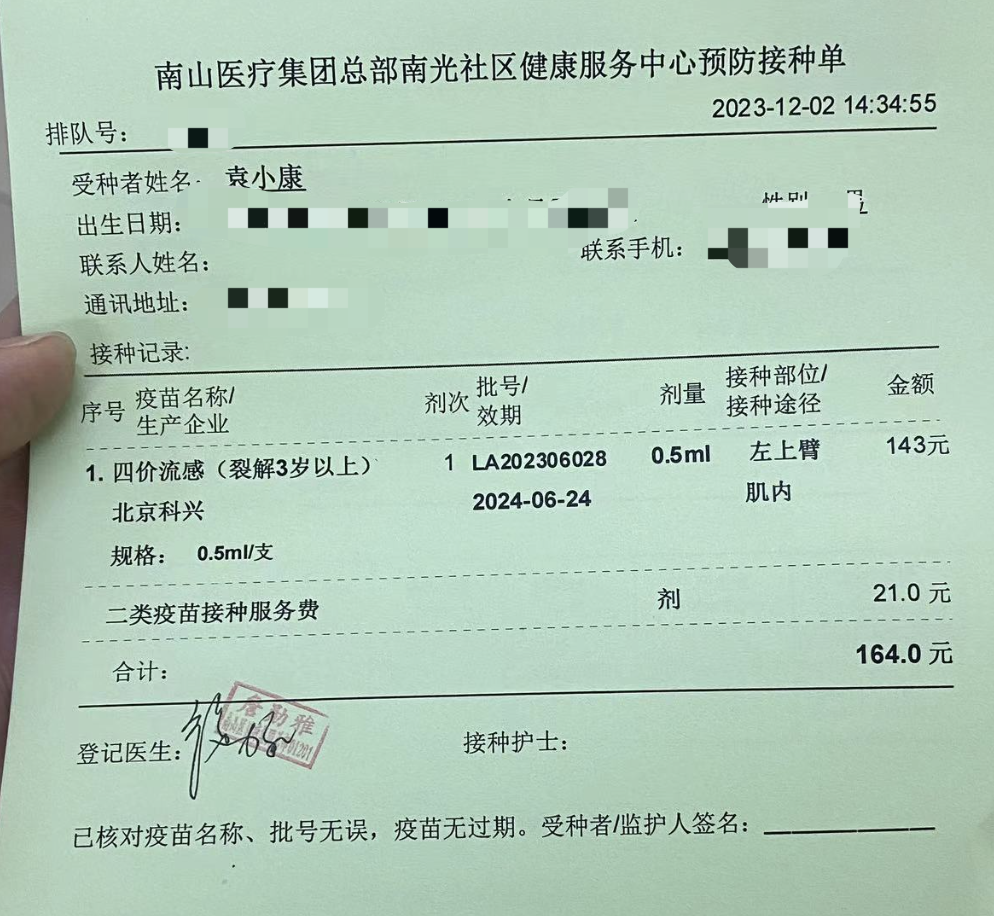 南山医疗集团总部南光社区健康服务中心预防接种单
2023-12-02 14:34:55
排队号：
受种者姓名 袁小康 性别
出生日期：
联系人姓名： 联系手机：
通讯地址：
接种记录:
序号 疫苗名称/生产企业 剂次 批号/效期 剂量 接种部位/接种途径 金额
1. 四价流感（裂解3岁以上） 1 LA202306028 0.5ml 左上臂 143元
北京科兴 2024-06-24 肌内
规格： 0.5ml/支
二类疫苗接种服务费 剂 21.0 元
合计： 164.0 元
登记医生： 詹勋雅 接种护士：
已核对疫苗名称、批号无误，疫苗无过期。受种者/监护人签名：